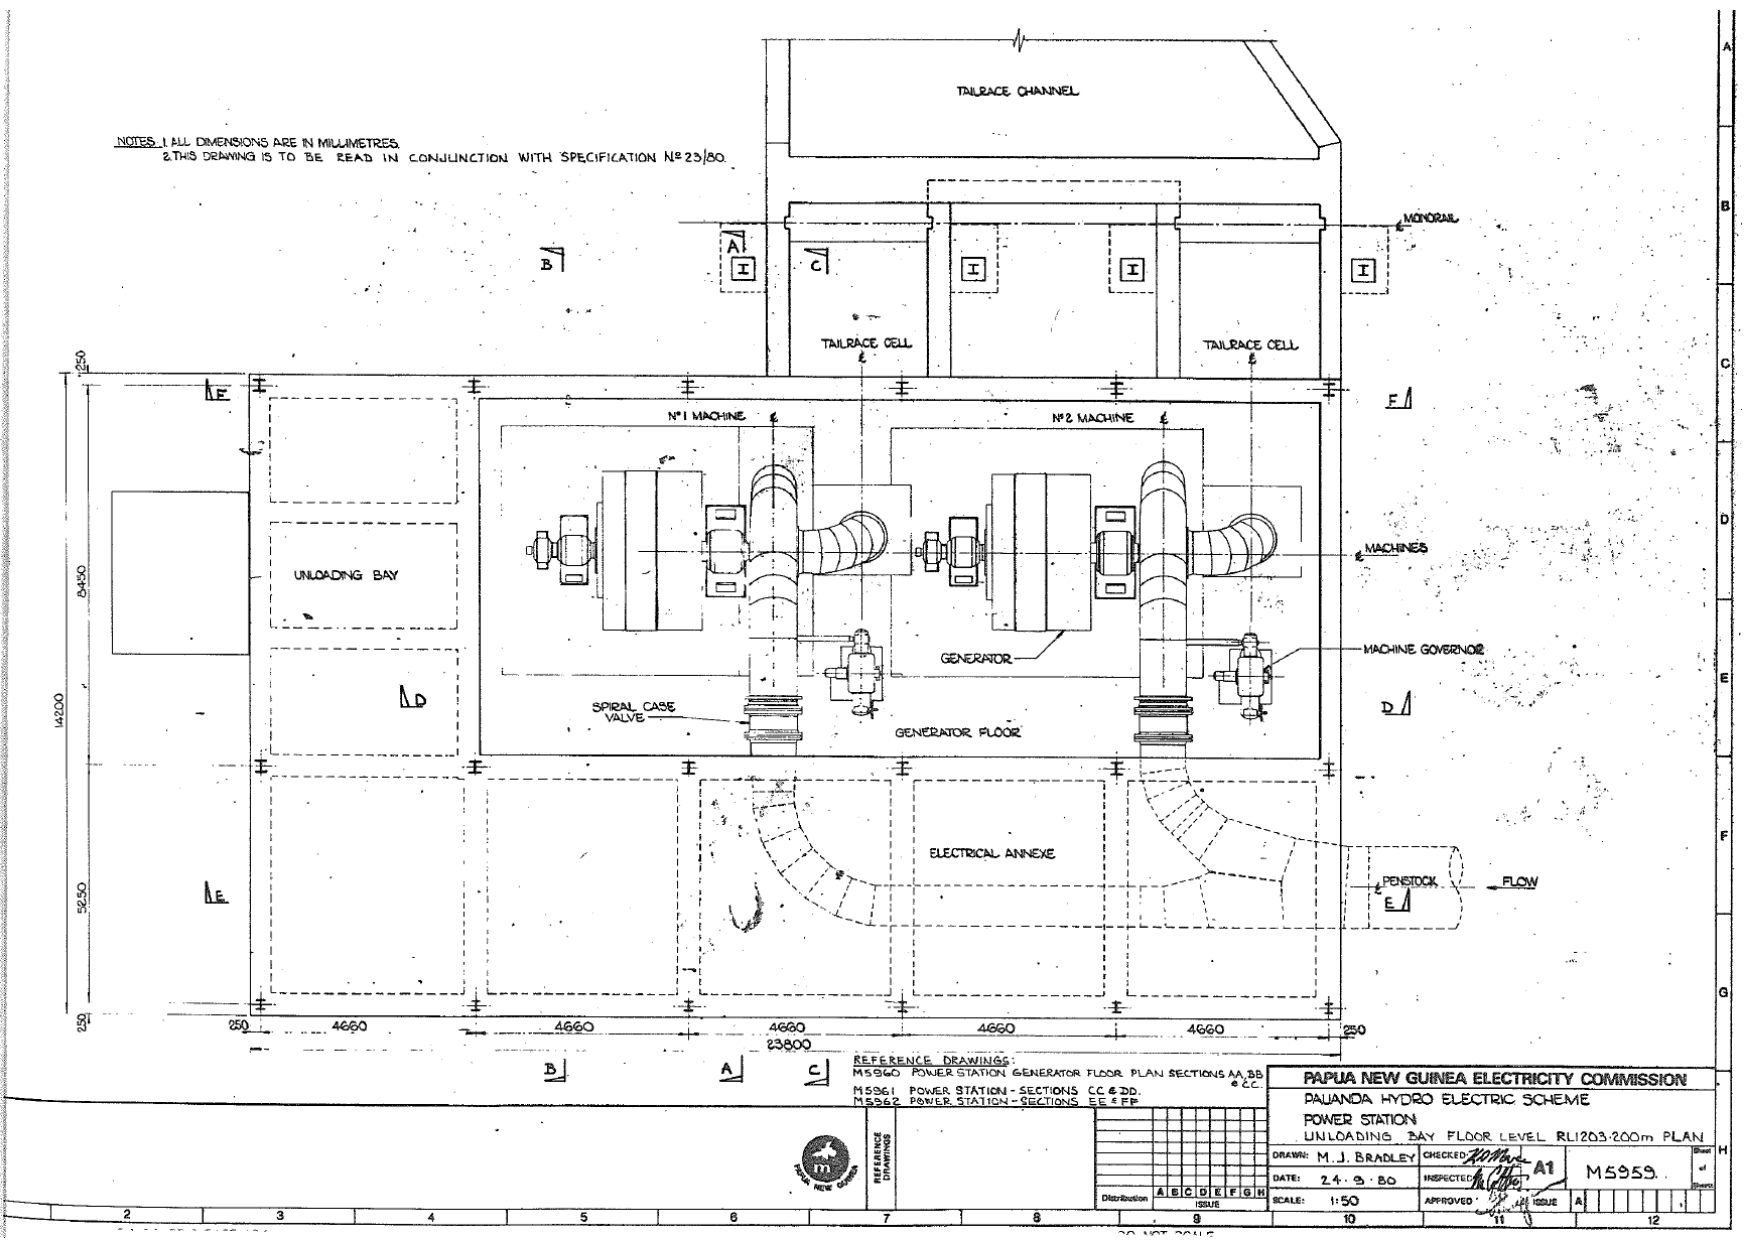 TAILRACE CHANNEL
NOTES 1. ALL DIMENSIONS ARE IN MILLIMETRES.
2. THIS DRAWING IS TO BE READ IN CONJUNCTION WITH SPECIFICATION Nº 23/80.
MONORAIL
A
B
C
I
I
I
I
TAILRACE CELL
TAILRACE CELL
250
F
F
Nº1 MACHINE
Nº2 MACHINE
MACHINES
UNLOADING BAY
8450
GENERATOR
MACHINE GOVERNOR
14200
D
D
SPIRAL CASE
VALVE
GENERATOR FLOOR
ELECTRICAL ANNEXE
PENSTOCK
FLOW
5250
E
E
250
250
4660
4660
4660
4660
4660
250
23800
B
A
C
REFERENCE DRAWINGS:
M5960 POWER STATION GENERATOR FLOOR PLAN SECTIONS AA, BB & CC.
M5961 POWER STATION - SECTIONS CC & DD.
M5962 POWER STATION - SECTIONS EE & FF
PAPUA NEW GUINEA ELECTRICITY COMMISSION
PAUANDA HYDRO ELECTRIC SCHEME
POWER STATION
UNLOADING BAY FLOOR LEVEL RL1203·200m PLAN
DRAWN: M.J. BRADLEY
CHECKED:
DATE: 24·9·80
INSPECTED
SCALE: 1:50
APPROVED
A1
ISSUE
A
M5959.
Sheet
of
Sheets
REFERENCE
DRAWINGS
PAPUA NEW GUINEA
Distribution
A B C D E F G H
ISSUE
2 3 4 5 6 7 8 9 10 11 12
A
B
C
D
E
F
G
H